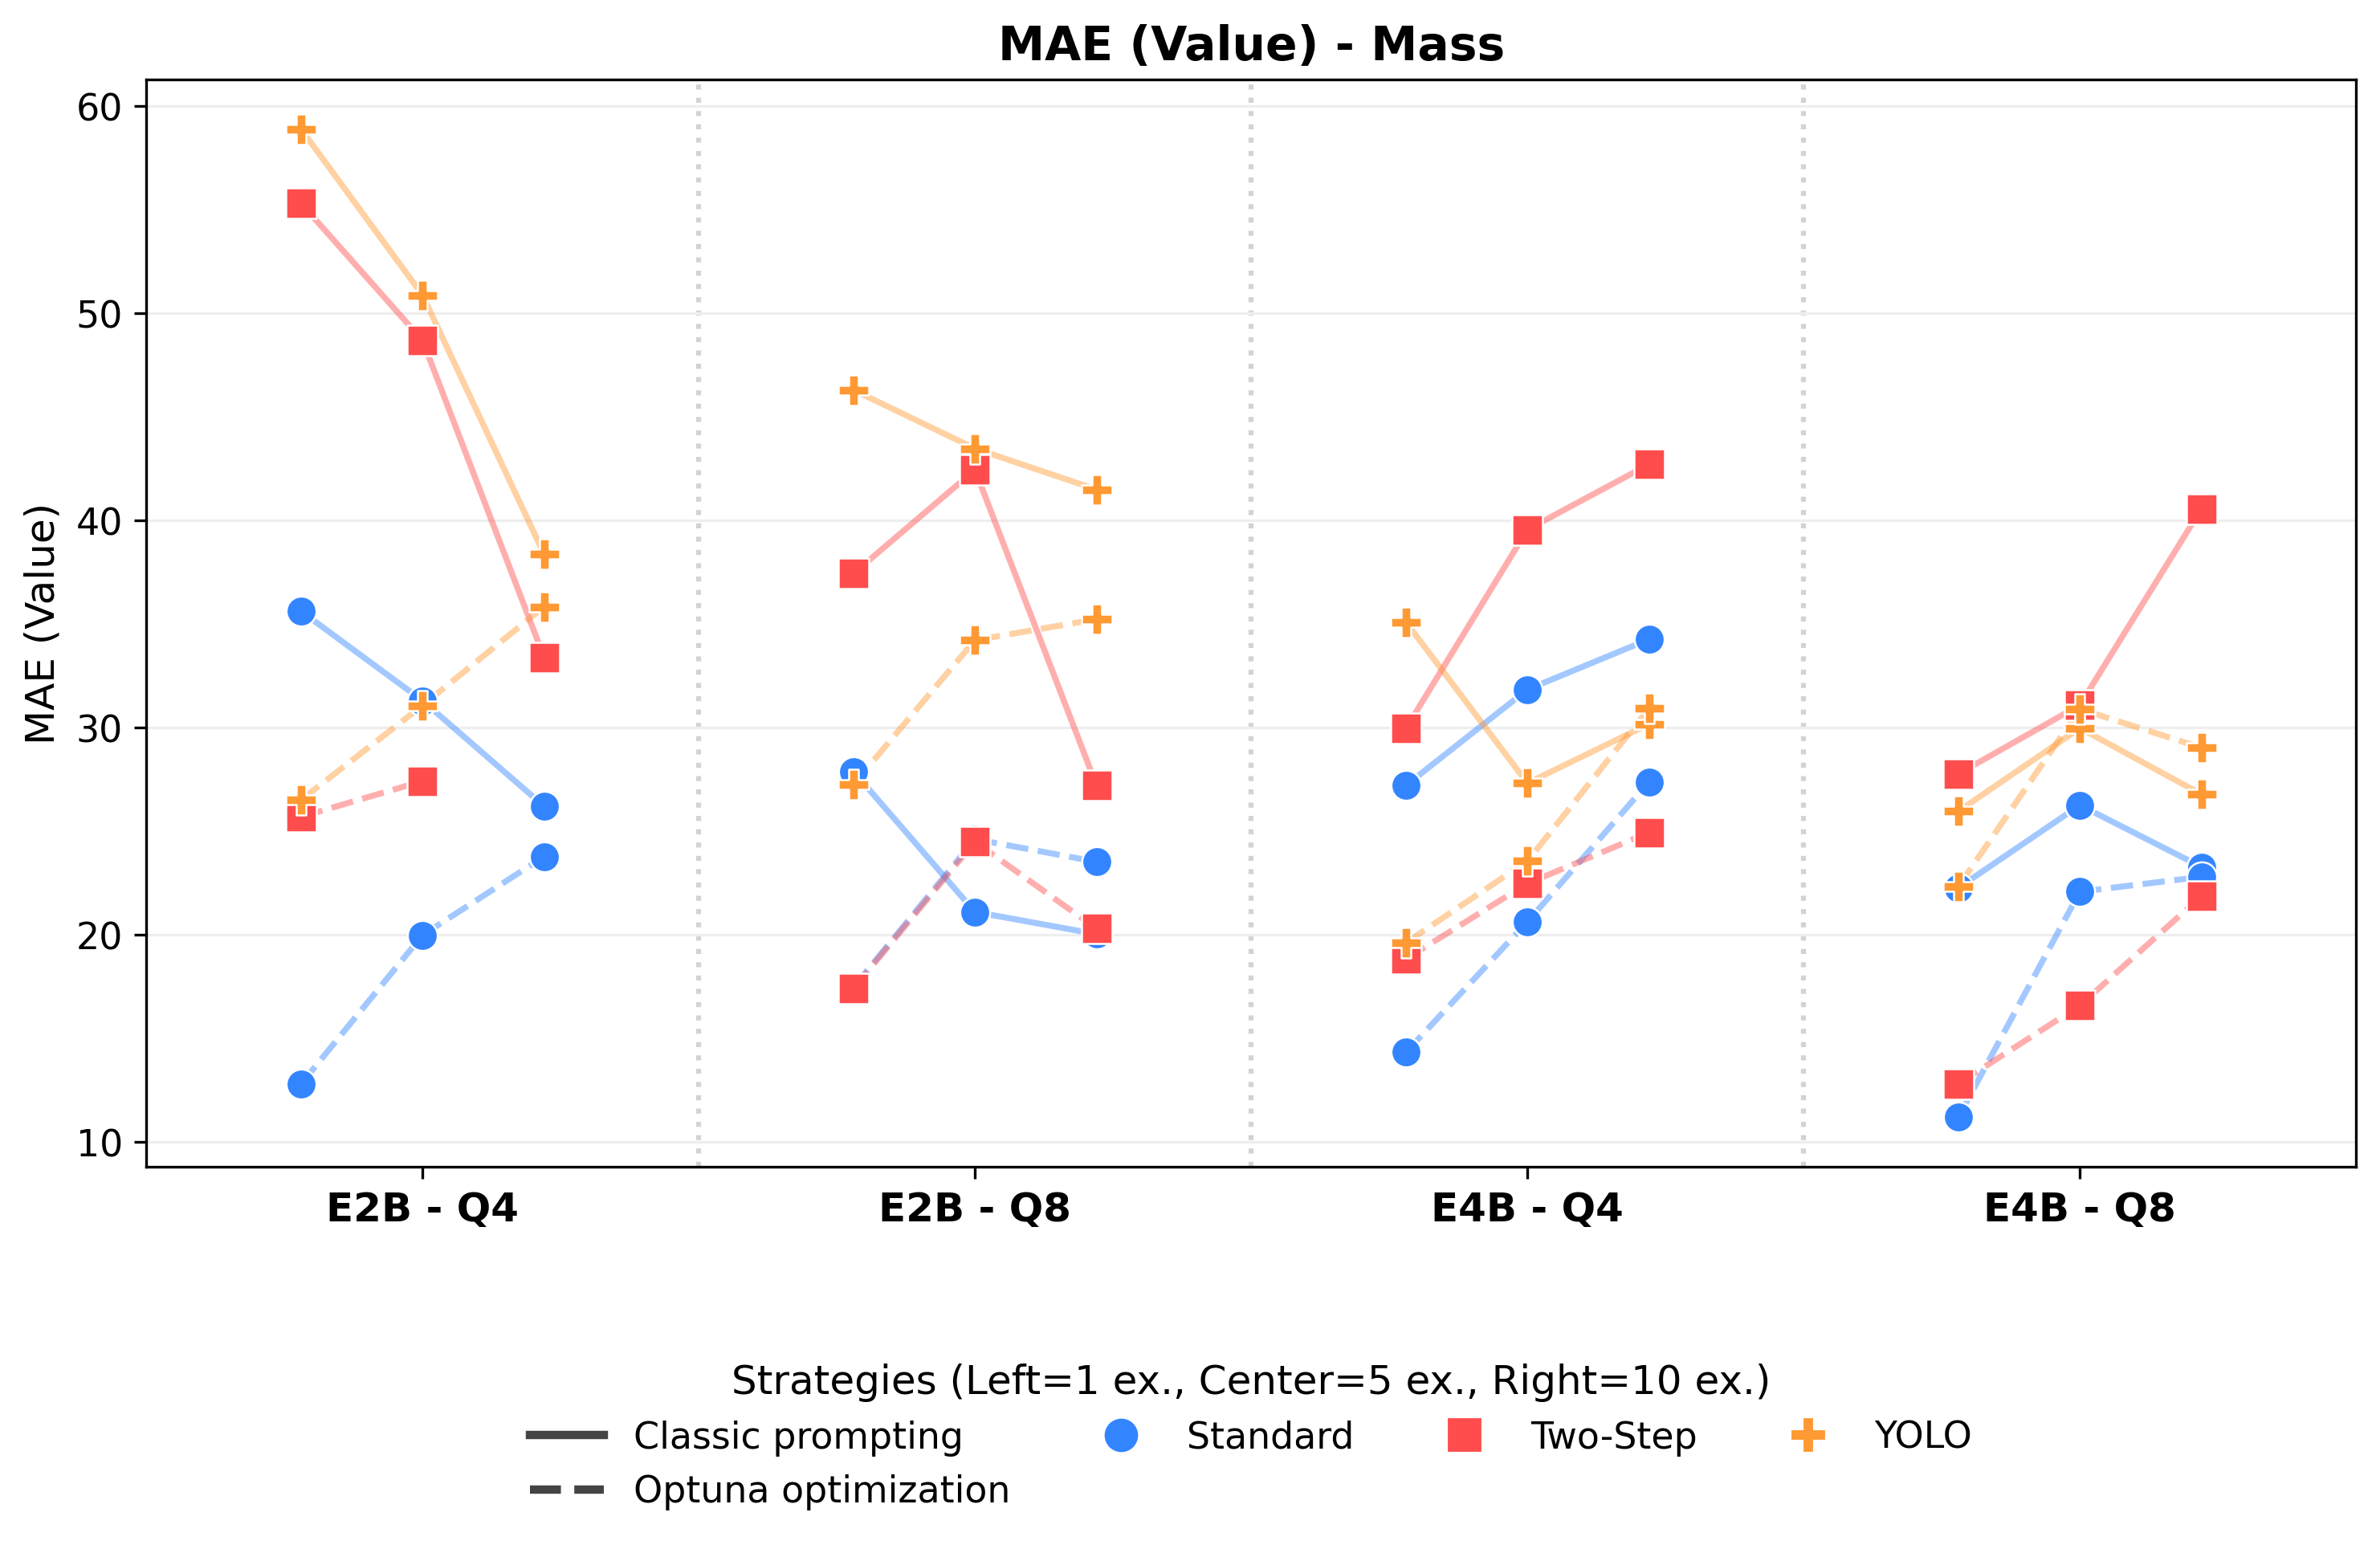 MAE (Value) - Mass
MAE (Value)
60
50
40
30
20
10
E2B - Q4
E2B - Q8
E4B - Q4
E4B - Q8
Strategies (Left=1 ex., Center=5 ex., Right=10 ex.)
Classic prompting
Optuna optimization
Standard
Two-Step
YOLO